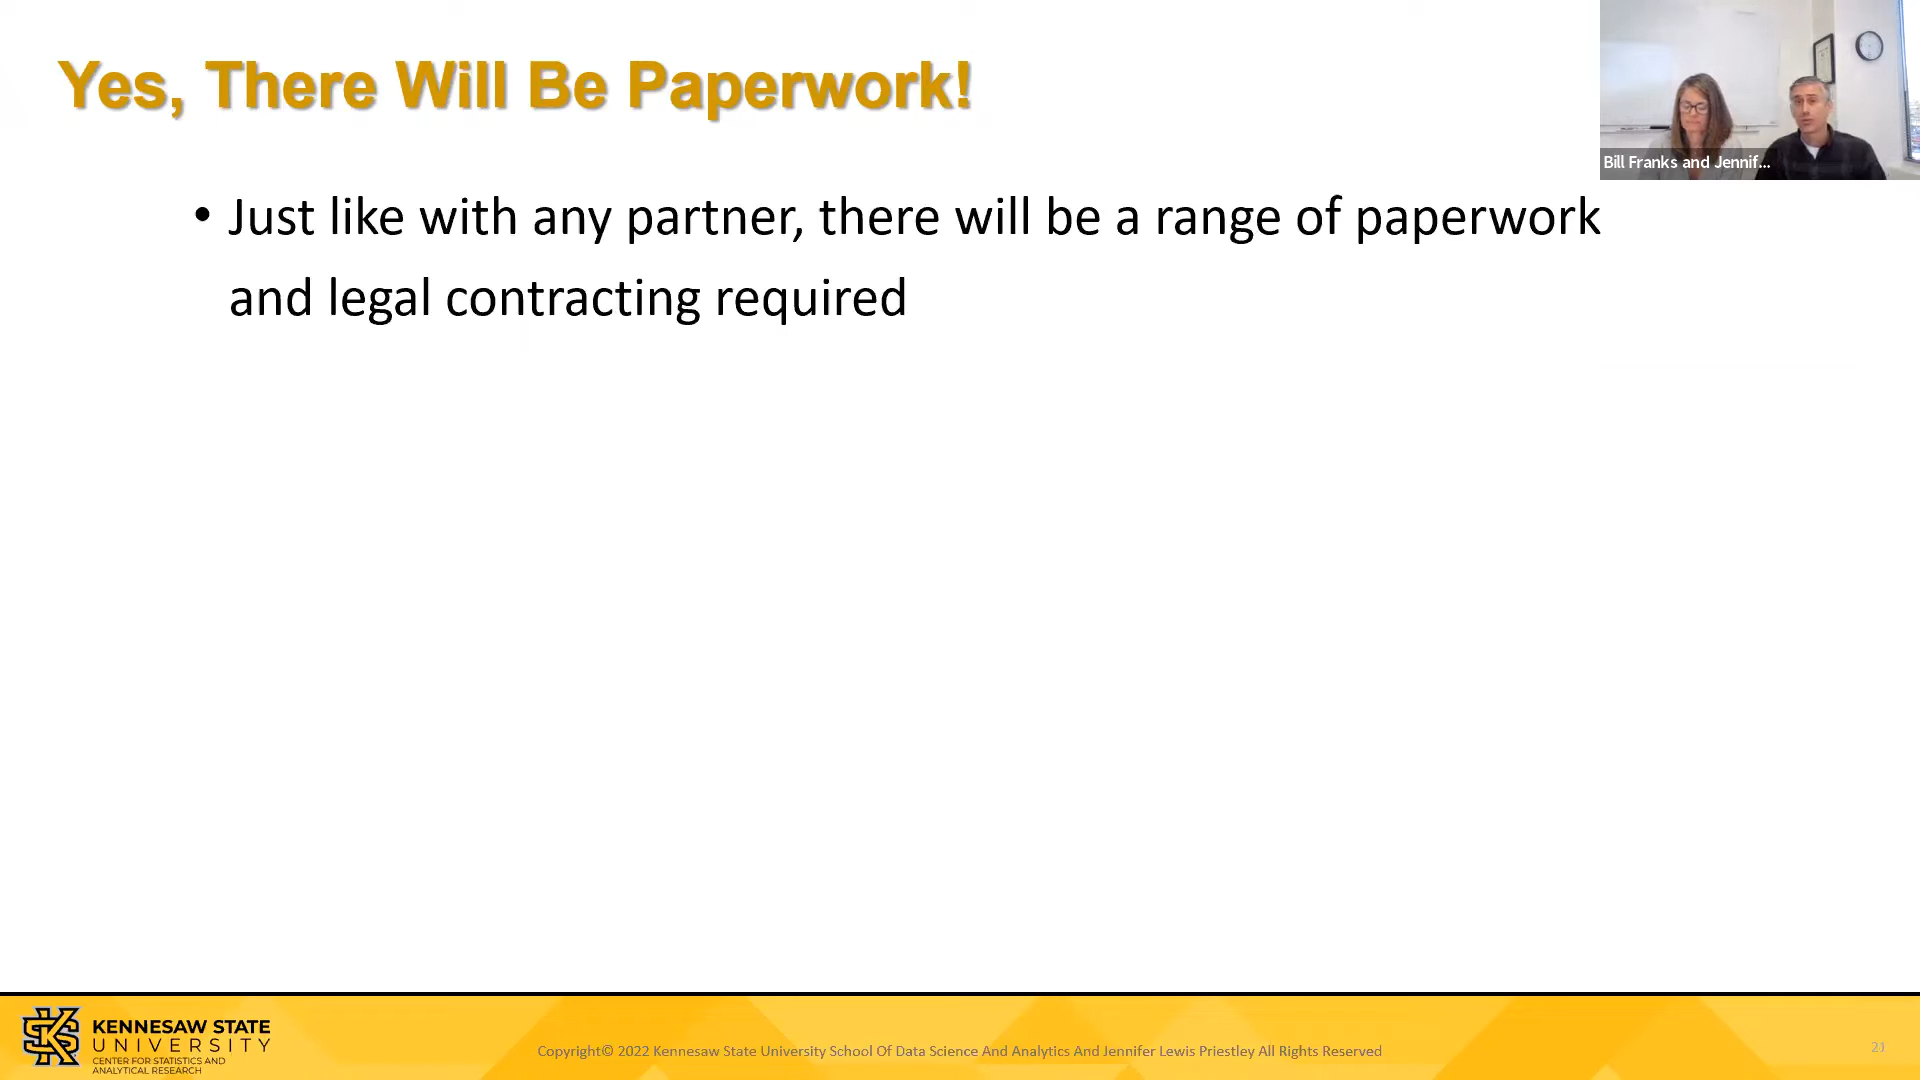 Yes, There Will Be Paperwork!
Bill Franks and Jennif...
• Just like with any partner, there will be a range of paperwork
and legal contracting required
KENNESAW STATE
UNIVERSITY
CENTER FOR STATISTICS AND
ANALYTICAL RESEARCH
Copyright© 2022 Kennesaw State University School Of Data Science And Analytics And Jennifer Lewis Priestley All Rights Reserved